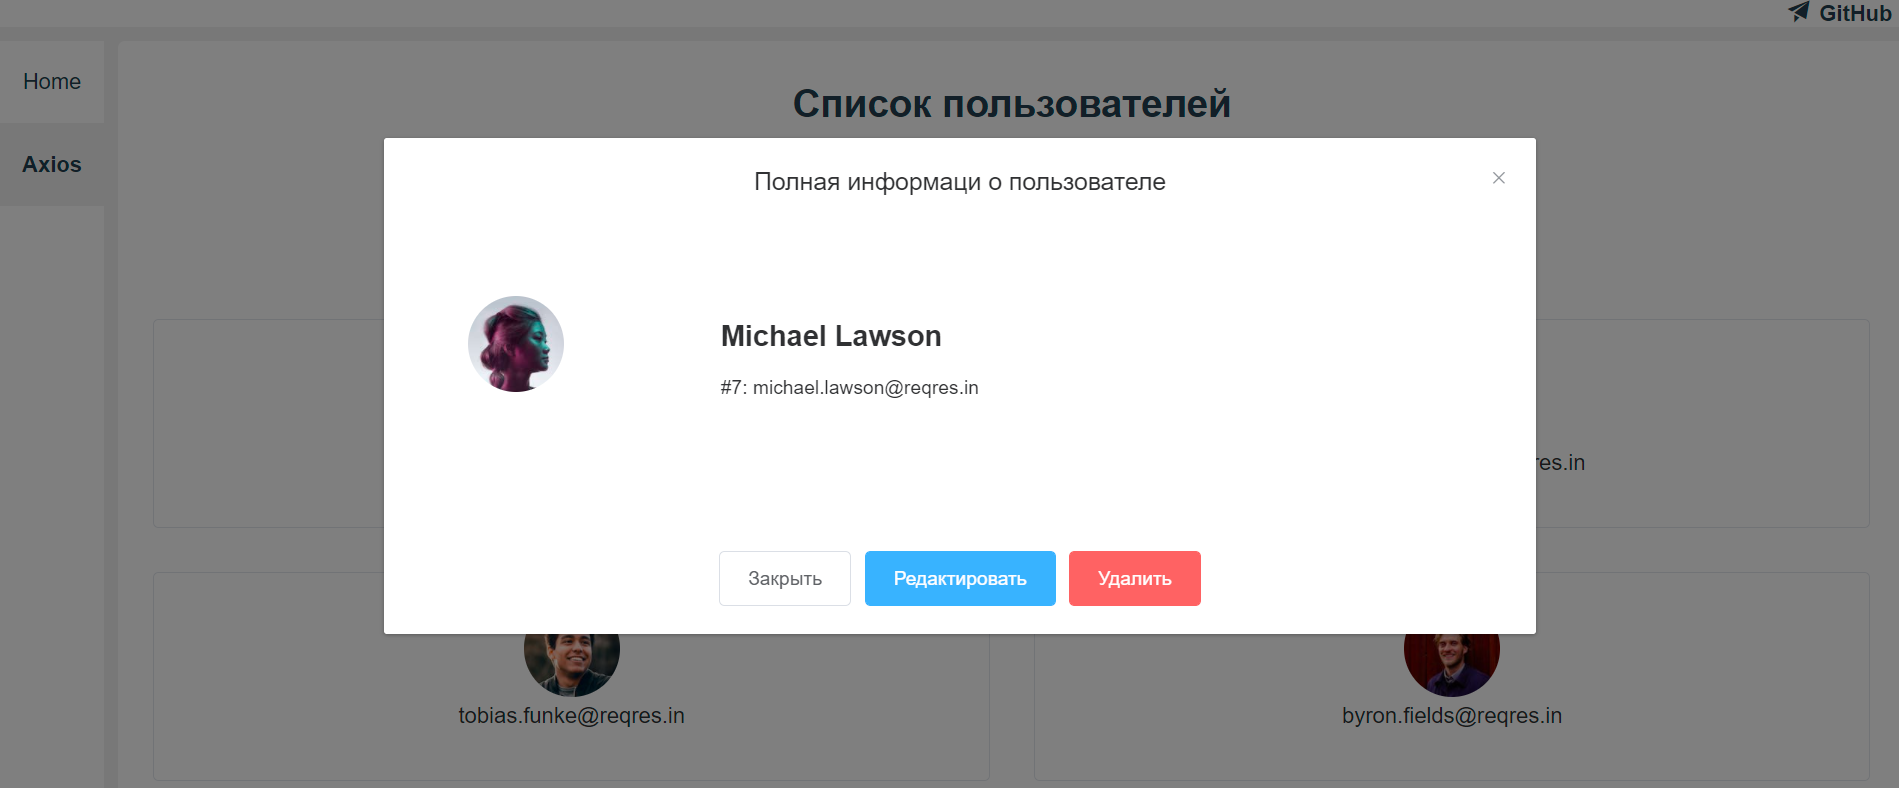 GitHub
Home
Axios
Список пользователей
Полная информаци о пользователе
Michael Lawson
#7: michael.lawson@reqres.in
res.in
Закрыть
Редактировать
Удалить
tobias.funke@reqres.in
byron.fields@reqres.in